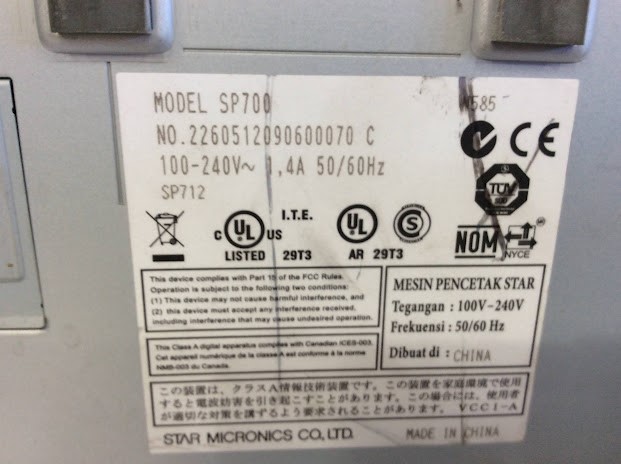 MODEL SP700
N585
NO.2260512090600070 C
CE
100-240V~ 1,4A 50/60Hz
SP712
TÜV
c UL US
I.T.E.
UL
S
LISTED 29T3
AR 29T3
NOM
NYCE
This device complies with Part 15 of the FCC Rules.
Operation is subject to the following two conditions:
(1) This device may not cause harmful interference, and
(2) this device must accept any interference received,
including interference that may cause undesired operation.
MESIN PENCETAK STAR
Tegangan : 100V-240V
Frekuensi : 50/60 Hz
Dibuat di : CHINA
This Class A digital apparatus complies with Canadian ICES-003.
Cet appareil numérique de la classe A est conforme à la norme
NMB-003 du Canada.
この装置は、クラスA情報技術装置です。この装置を家庭環境で使用
すると電波妨害を引き起こすことがあります。この場合には、使用者
が適切な対策を講ずるよう要求されることがあります。 VCCI-A
STAR MICRONICS CO., LTD.
MADE IN CHINA